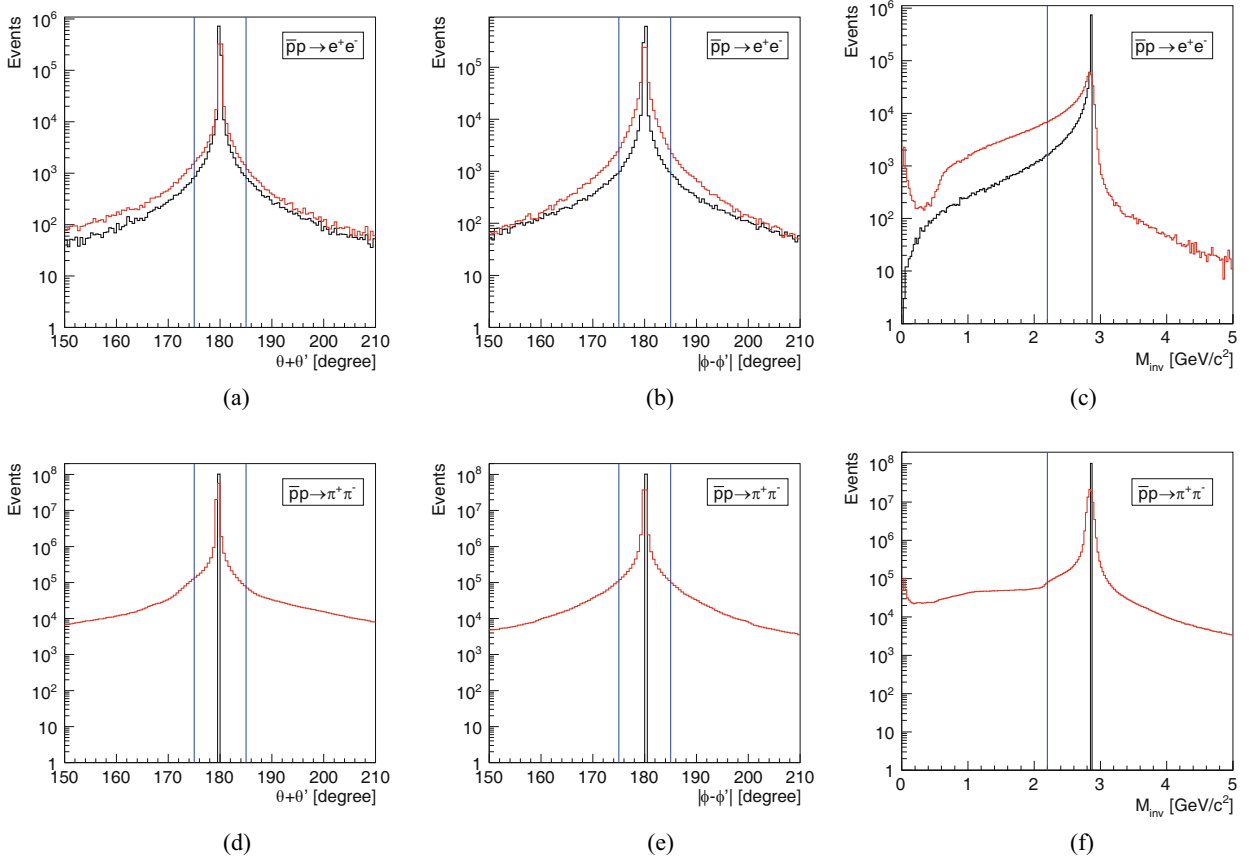 Events
10⁶
10⁵
10⁴
10³
10²
10
1
p̅p → e⁺e⁻
150 160 170 180 190 200 210
θ+θ' [degree]
(a)
Events
10⁵
10⁴
10³
10²
10
1
p̅p → e⁺e⁻
150 160 170 180 190 200 210
|ϕ-ϕ'| [degree]
(b)
Events
10⁶
10⁵
10⁴
10³
10²
10
1
p̅p → e⁺e⁻
0 1 2 3 4 5
M_inv [GeV/c²]
(c)
Events
10⁸
10⁷
10⁶
10⁵
10⁴
10³
10²
10
1
p̅p → π⁺π⁻
150 160 170 180 190 200 210
θ+θ' [degree]
(d)
Events
10⁸
10⁷
10⁶
10⁵
10⁴
10³
10²
10
1
p̅p → π⁺π⁻
150 160 170 180 190 200 210
|ϕ-ϕ'| [degree]
(e)
Events
10⁸
10⁷
10⁶
10⁵
10⁴
10³
10²
10
1
p̅p → π⁺π⁻
0 1 2 3 4 5
M_inv [GeV/c²]
(f)